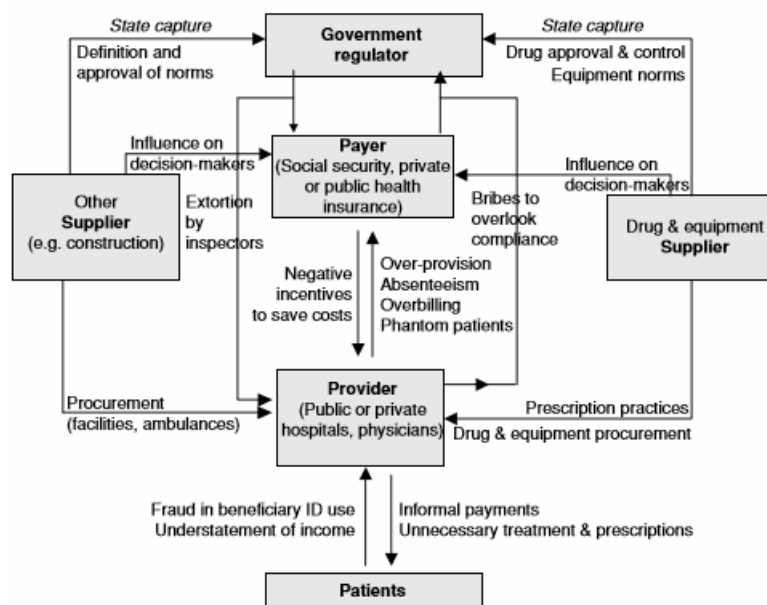 State capture
Definition and
approval of norms
Government
regulator
State capture
Drug approval & control
Equipment norms
Influence on
decision-makers
Payer
(Social security, private
or public health
insurance)
Influence on
decision-makers
Other
Supplier
(e.g. construction)
Extortion
by
inspectors
Bribes to
overlook
compliance
Drug & equipment
Supplier
Negative
incentives
to save costs
Over-provision
Absenteeism
Overbilling
Phantom patients
Procurement
(facilities, ambulances)
Provider
(Public or private
hospitals, physicians)
Prescription practices
Drug & equipment procurement
Fraud in beneficiary ID use
Understatement of income
Informal payments
Unnecessary treatment & prescriptions
Patients